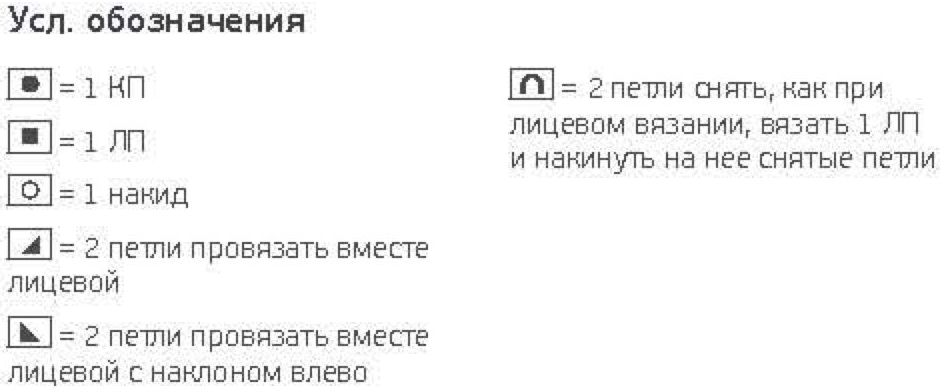 Усл. обозначения
= 1 КП
= 1 ЛП
= 1 накид
= 2 петли провязать вместе
лицевой
= 2 петли провязать вместе
лицевой с наклоном влево
= 2 петли снять, как при
лицевом вязании, вязать 1 ЛП
и накинуть на нее снятые петли